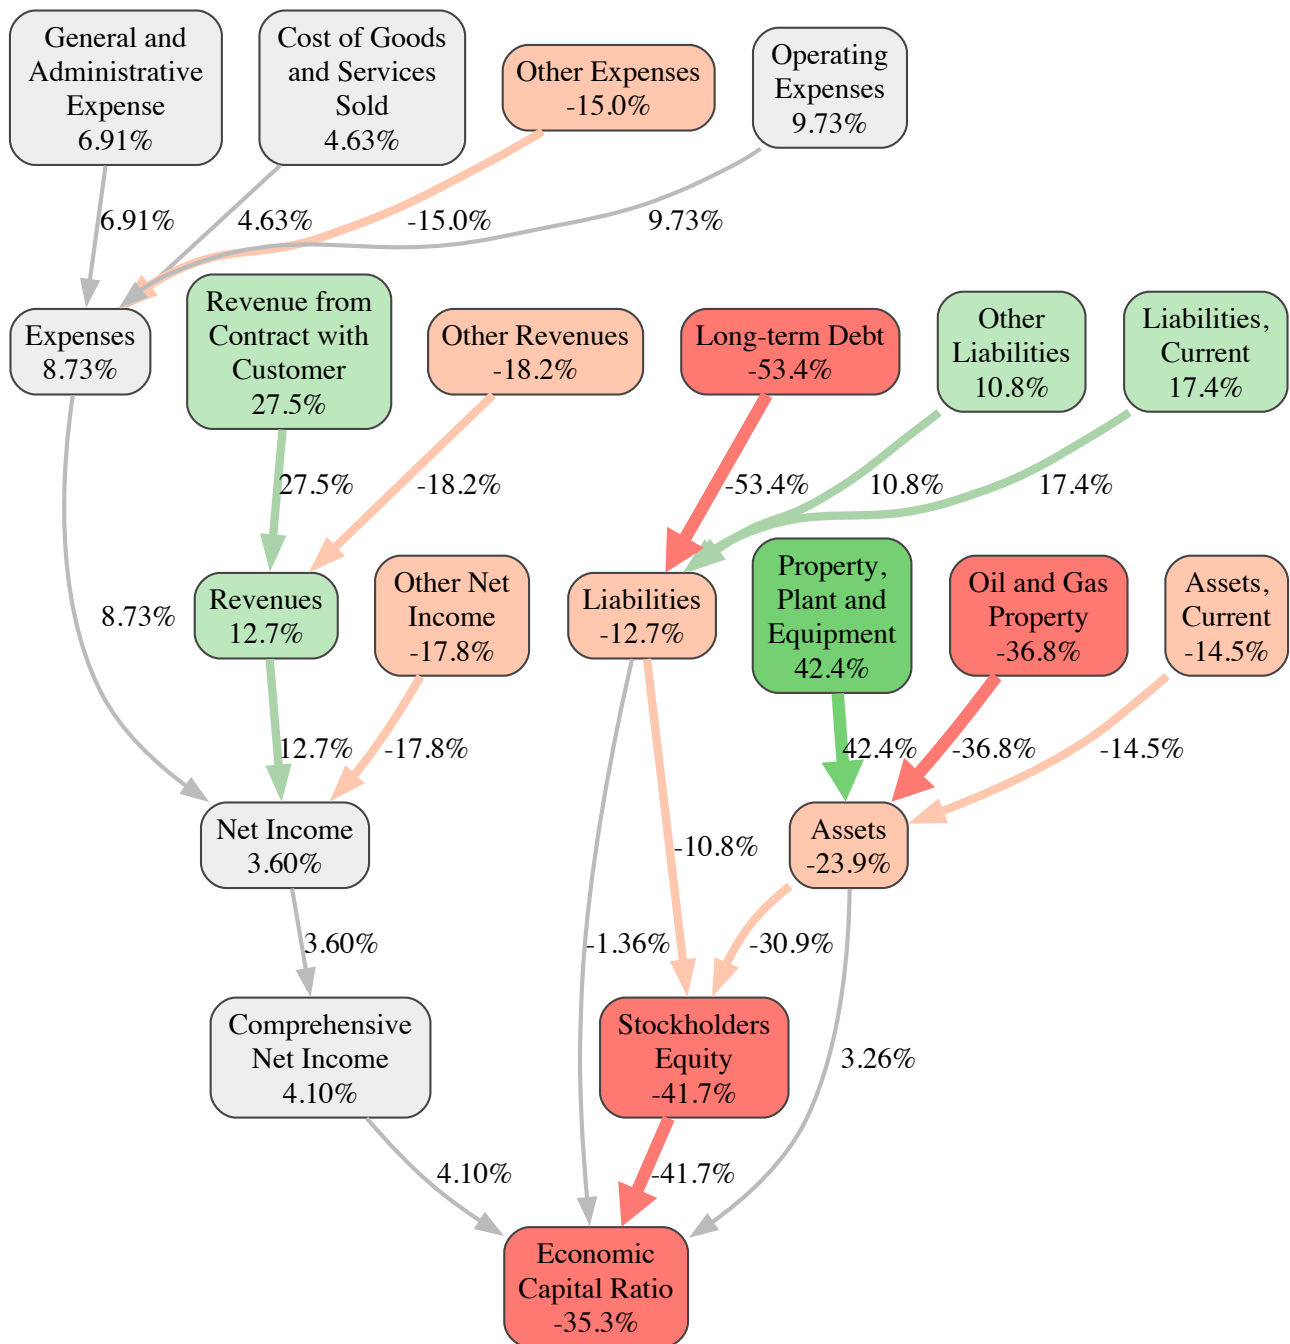 General and
Administrative
Expense
6.91%
Cost of Goods
and Services
Sold
4.63%
Other Expenses
-15.0%
Operating
Expenses
9.73%
6.91%
4.63%
-15.0%
9.73%
Expenses
8.73%
Revenue from
Contract with
Customer
27.5%
Other Revenues
-18.2%
Long-term Debt
-53.4%
Other
Liabilities
10.8%
Liabilities,
Current
17.4%
27.5%
-18.2%
-53.4%
10.8%
17.4%
8.73%
Revenues
12.7%
Other Net
Income
-17.8%
Liabilities
-12.7%
Property,
Plant and
Equipment
42.4%
Oil and Gas
Property
-36.8%
Assets,
Current
-14.5%
12.7%
-17.8%
42.4%
-36.8%
-14.5%
Net Income
3.60%
-10.8%
Assets
-23.9%
3.60%
-1.36%
-30.9%
Comprehensive
Net Income
4.10%
Stockholders
Equity
-41.7%
3.26%
4.10%
-41.7%
Economic
Capital Ratio
-35.3%